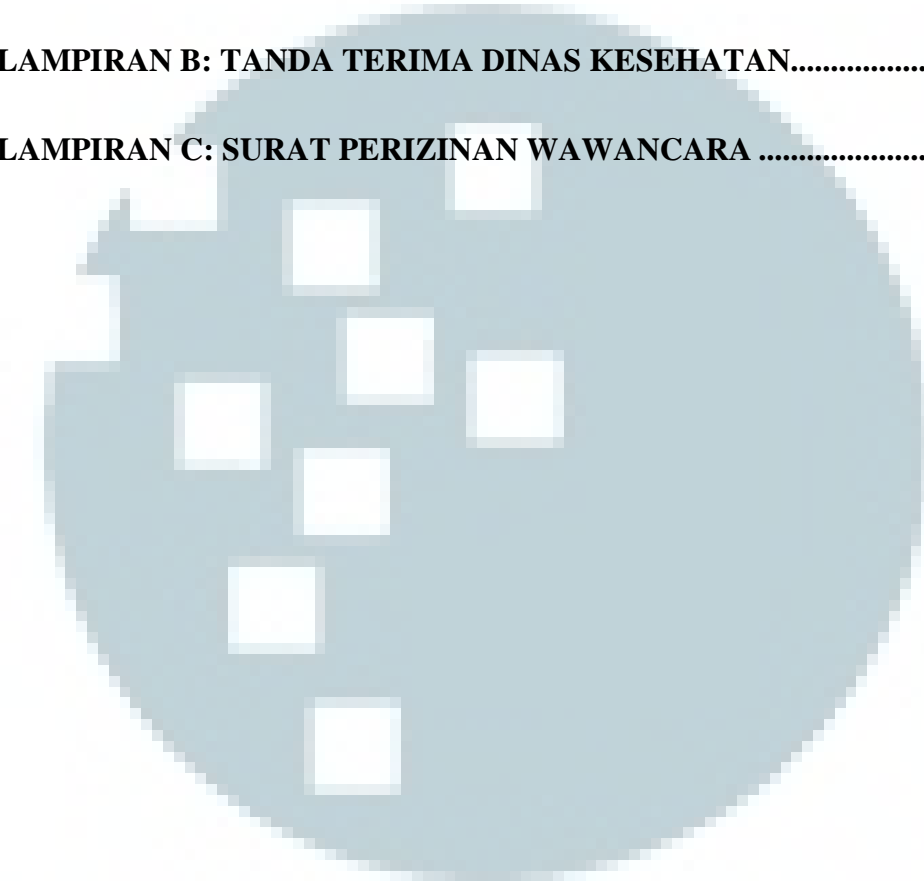 LAMPIRAN B: TANDA TERIMA DINAS KESEHATAN.................
LAMPIRAN C: SURAT PERIZINAN WAWANCARA .....................